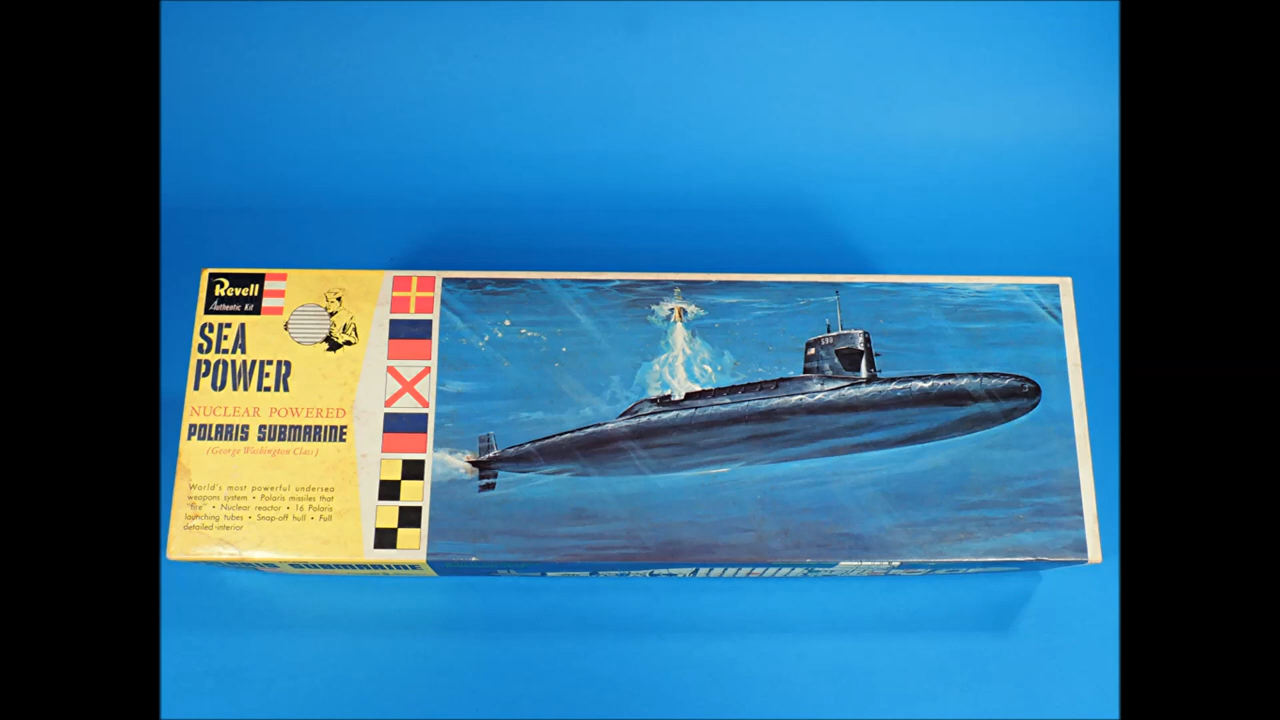 Revell
Authentic Kit
SEA
POWER
NUCLEAR POWERED
POLARIS SUBMARINE
(George Washington Class)
World's most powerful undersea
weapons system • Polaris missiles that
"fire" • Nuclear reactor • 16 Polaris
launching tubes • Snap-off hull • Full
detailed interior
598
SUBMARINE